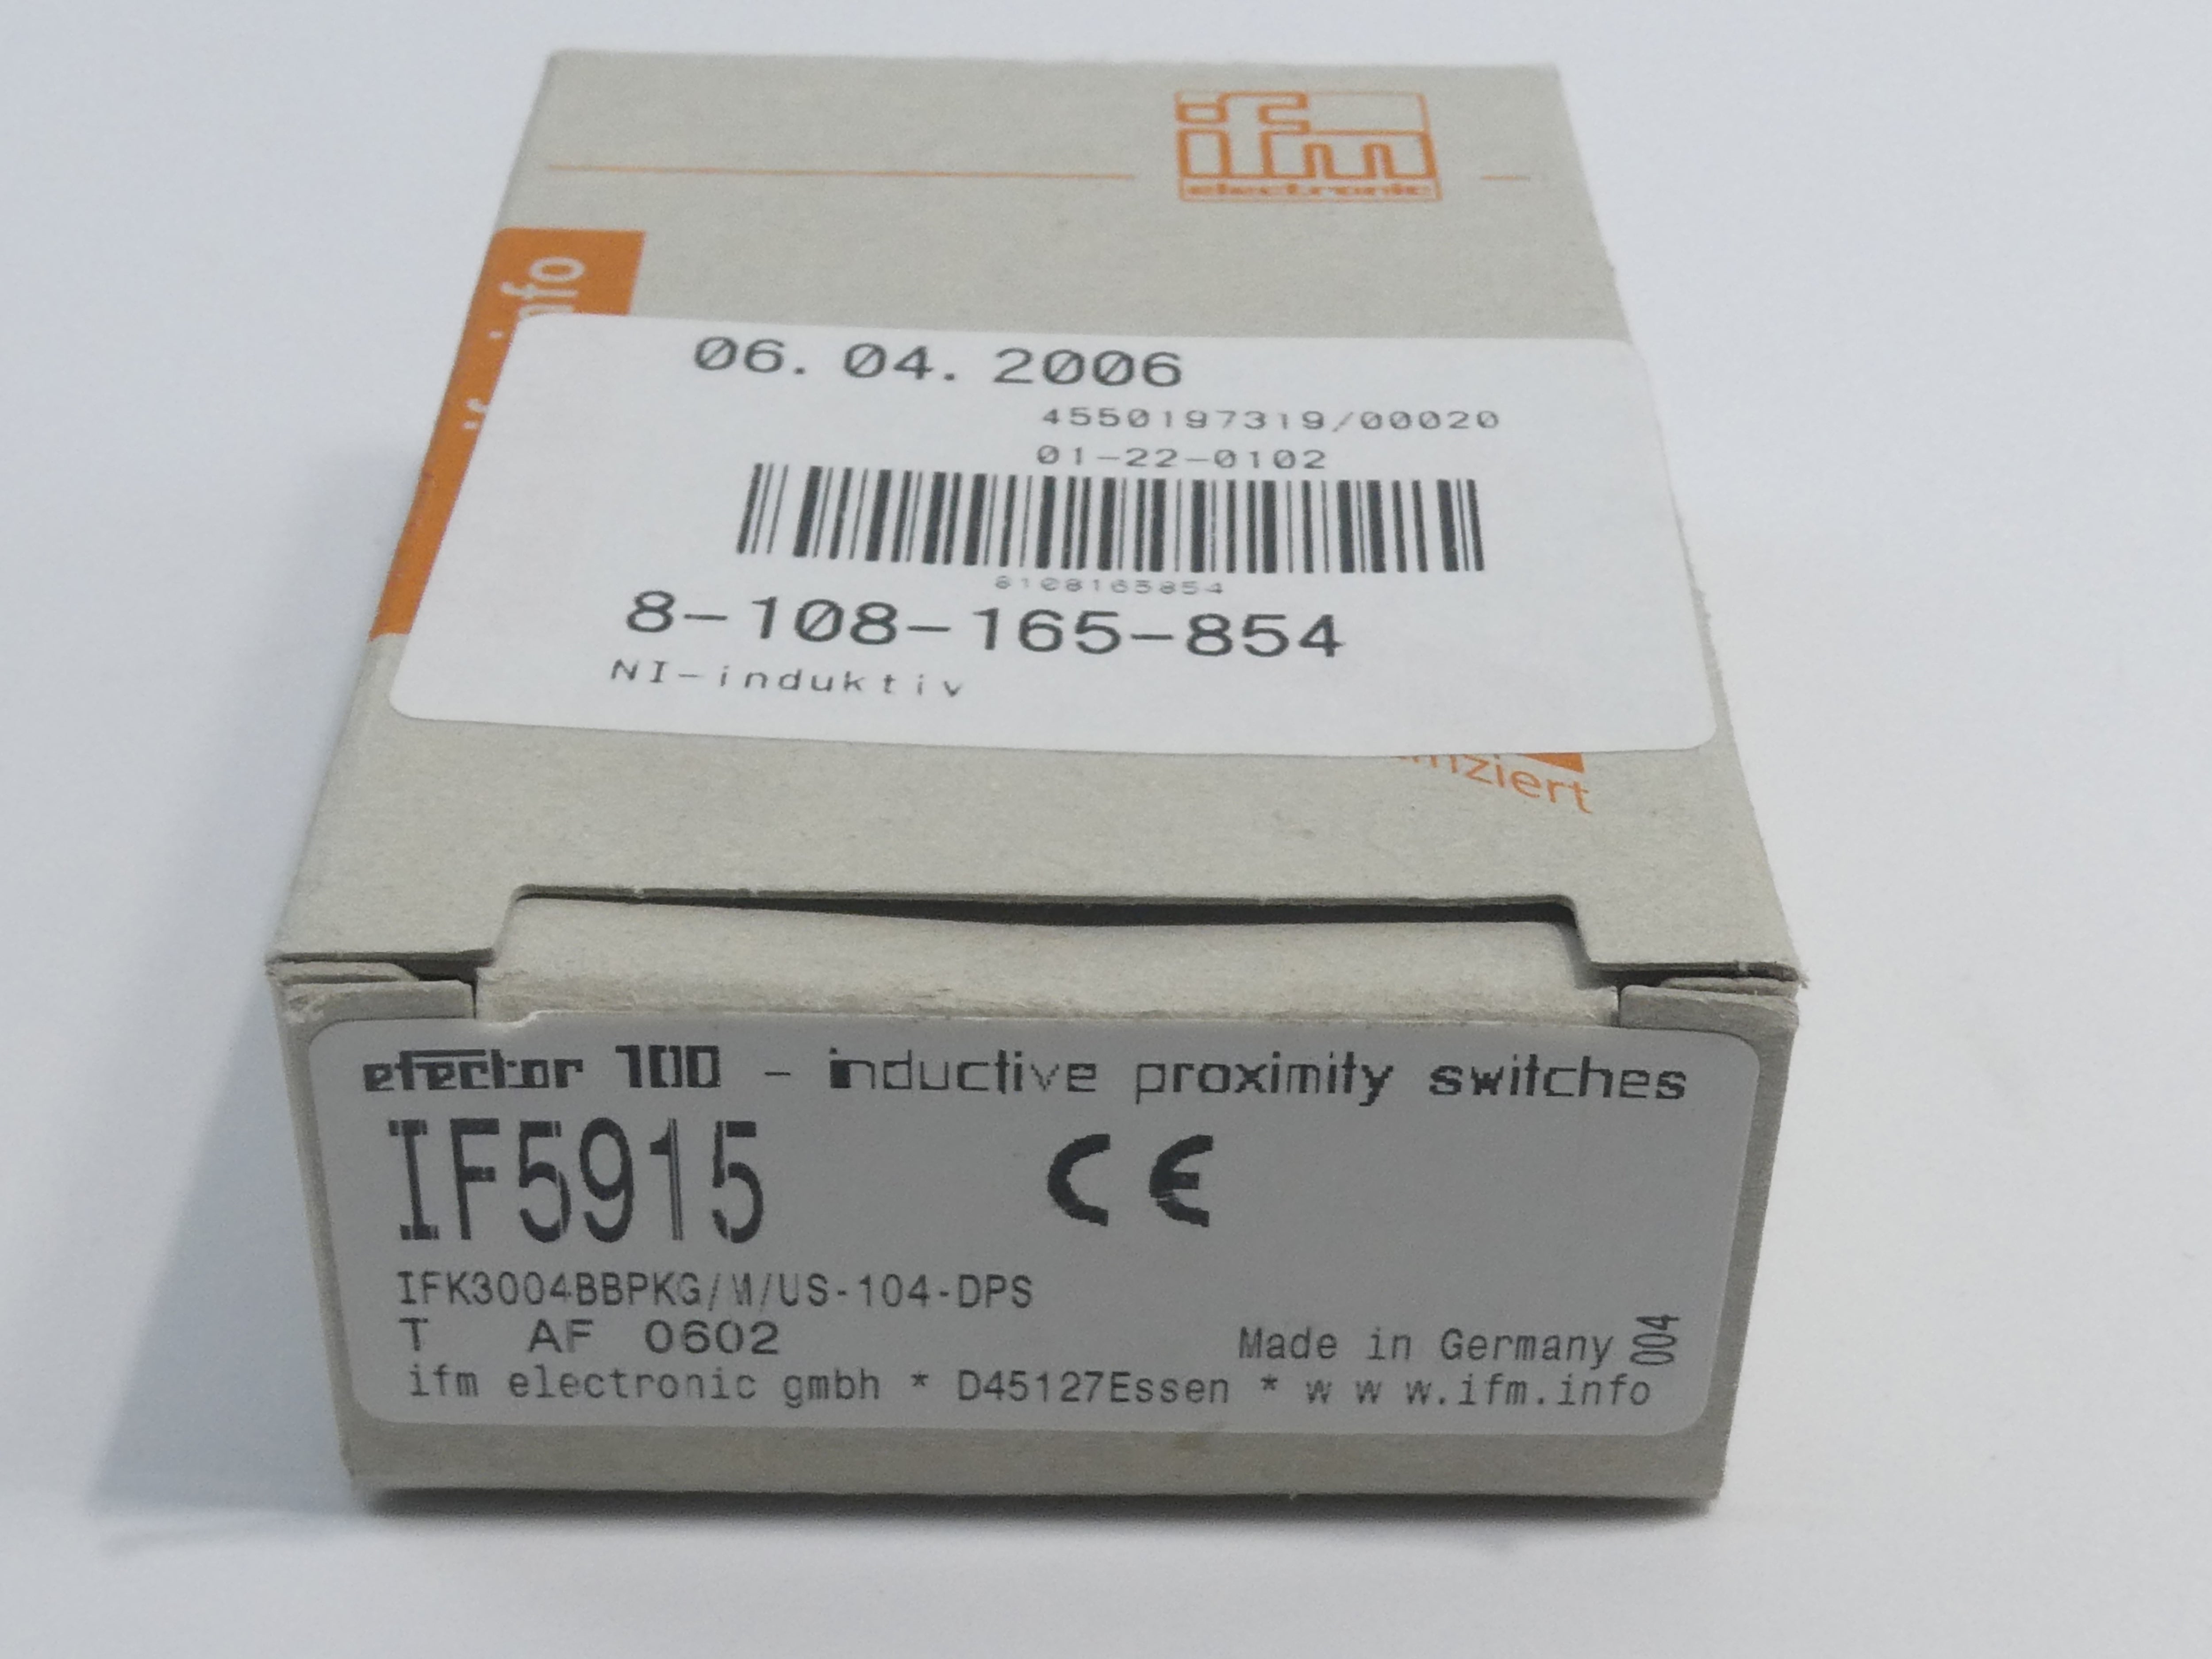 ifm
electronic
06. 04. 2006
4550197319/00020
01-22-0102
8108165854
8-108-165-854
NI-induktiv
efector 100 - inductive proximity switches
IF5915 CE
IFK3004BBPKG/M/US-104-DPS
T AF 0602
Made in Germany 004
ifm electronic gmbh * D45127Essen * w w w.ifm.info